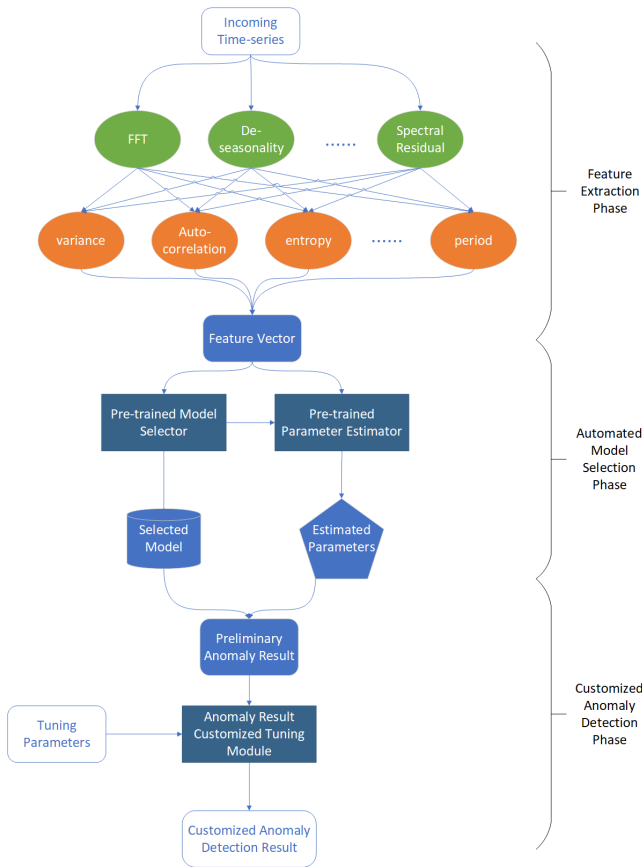 Incoming
Time-series
FFT
De-
seasonality
......
Spectral
Residual
variance
Auto-
correlation
entropy
......
period
Feature
Extraction
Phase
Feature Vector
Pre-trained Model
Selector
Pre-trained
Parameter Estimator
Automated
Model
Selection
Phase
Selected
Model
Estimated
Parameters
Preliminary
Anomaly Result
Customized
Anomaly
Detection
Phase
Tuning
Parameters
Anomaly Result
Customized Tuning
Module
Customized Anomaly
Detection Result